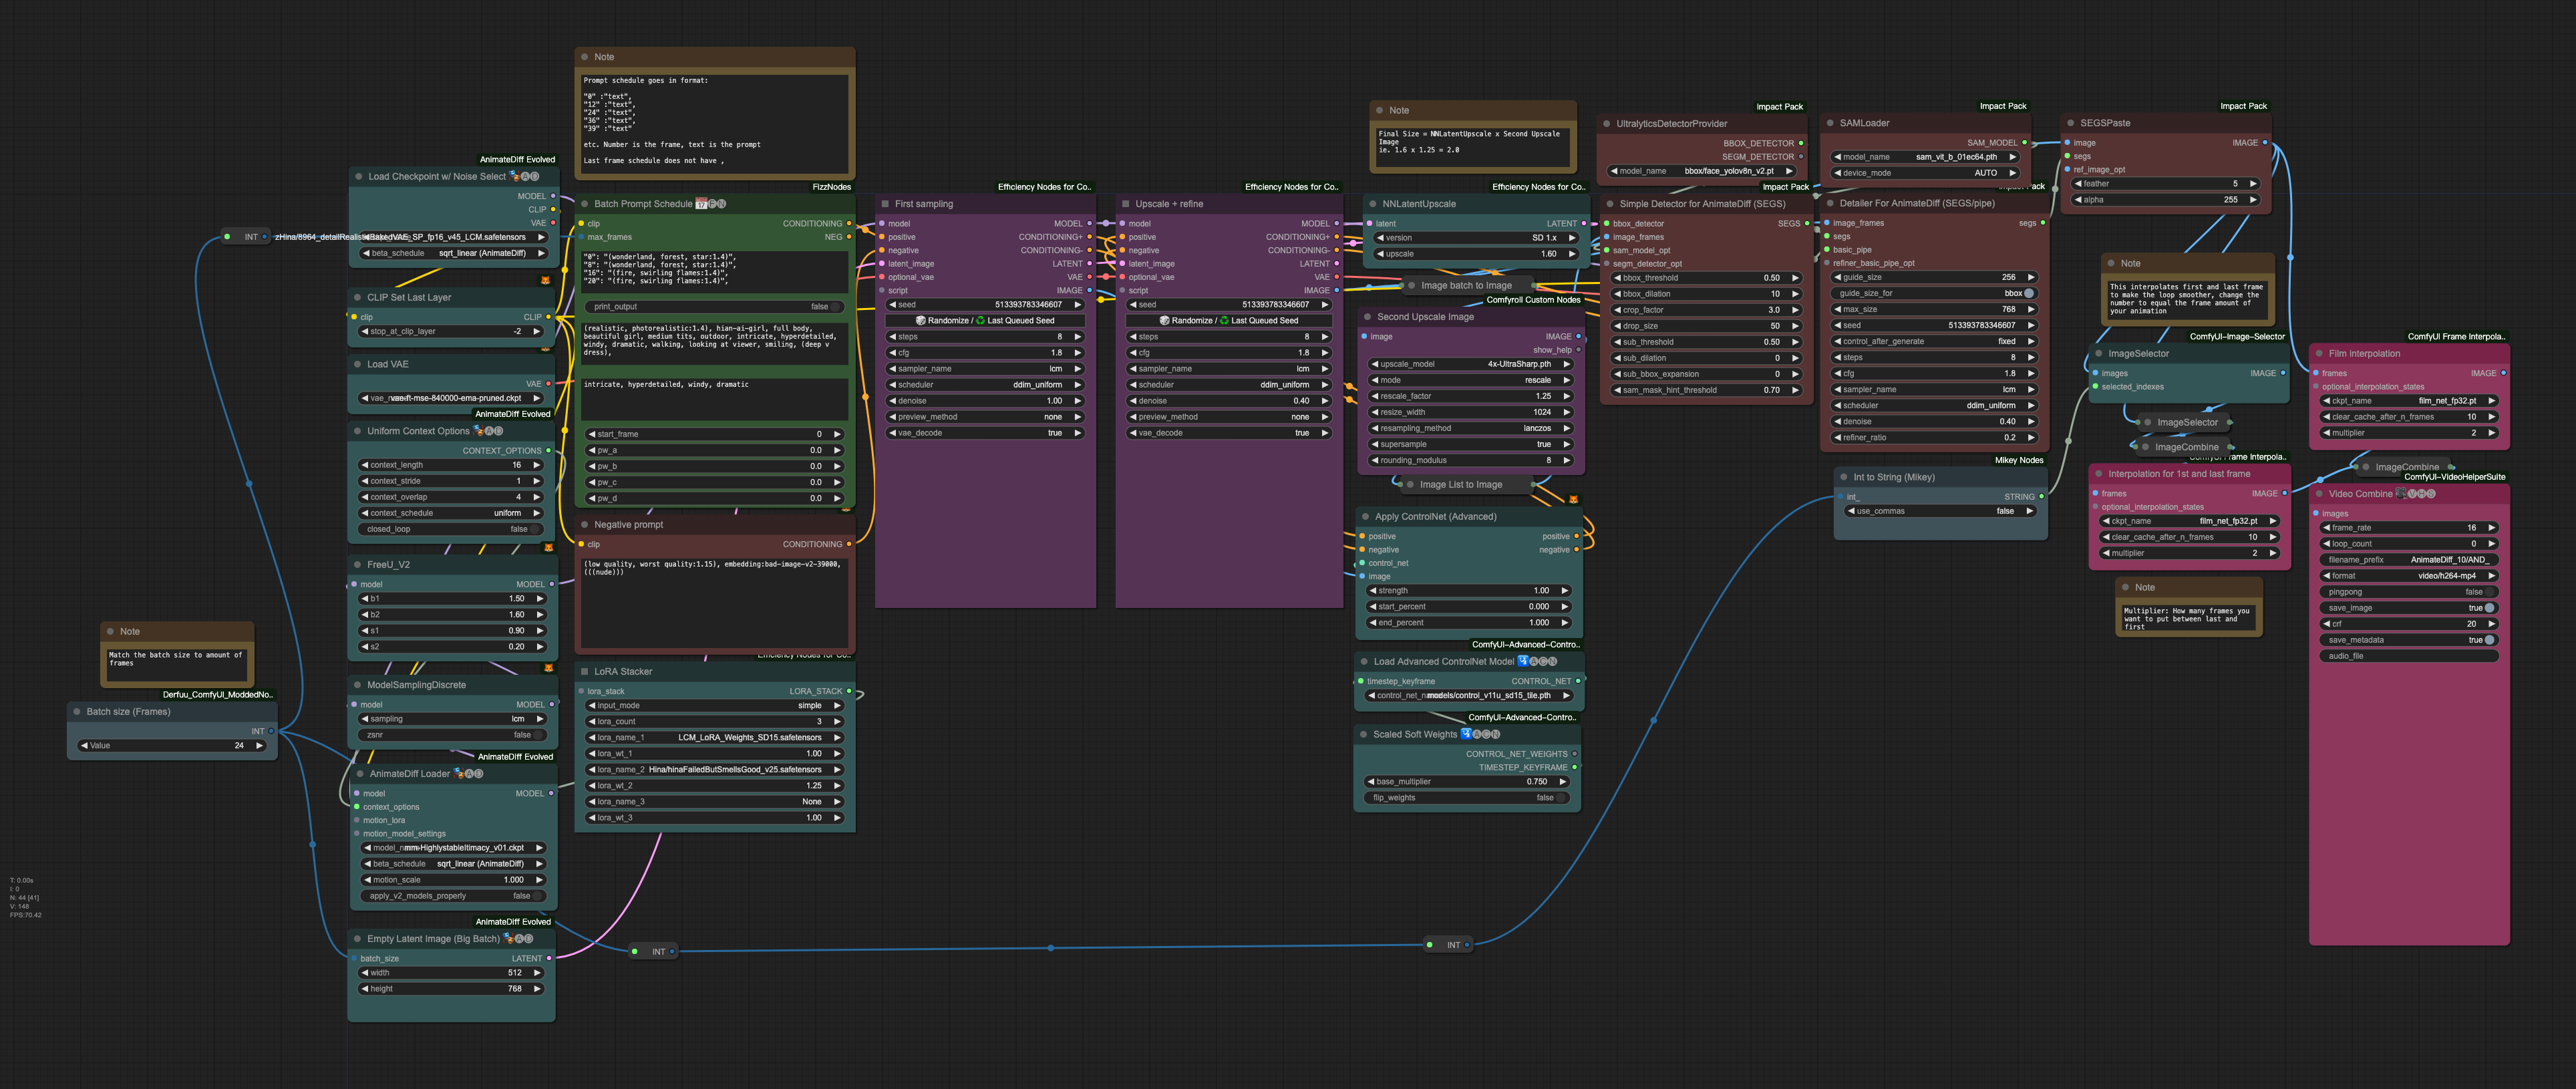 Note
Prompt schedule goes in format:
"0" :"text",
"12" :"text",
"24" :"text",
"36" :"text",
"39" :"text"
etc. Number is the frame, text is the prompt
Last frame schedule does not have ,
Note
Match the batch size to amount of
frames
Derfuu_ComfyUI_ModdedNo..
Batch size (Frames)
INT
Value 24
INT
AnimateDiff Evolved
Load Checkpoint w/ Noise Select
MODEL
CLIP
VAE
beta_schedule sqrt_linear (AnimateDiff)
CLIP Set Last Layer
clip CLIP
stop_at_clip_layer -2
Load VAE
VAE
vae-ft-mse-840000-ema-pruned.ckpt
AnimateDiff Evolved
Uniform Context Options
CONTEXT_OPTIONS
context_length 16
context_stride 1
context_overlap 4
context_schedule uniform
closed_loop false
FreeU_V2
model MODEL
b1 1.50
b2 1.60
s1 0.90
s2 0.20
ModelSamplingDiscrete
model MODEL
sampling lcm
zsnr false
AnimateDiff Evolved
AnimateDiff Loader
model MODEL
context_options
motion_lora
motion_model_settings
mm-HighlystableItimacy_v01.ckpt
beta_schedule sqrt_linear (AnimateDiff)
motion_scale 1.000
apply_v2_models_properly false
AnimateDiff Evolved
Empty Latent Image (Big Batch)
batch_size LATENT
width 512
height 768
FizzNodes
Batch Prompt Schedule
clip CONDITIONING
max_frames NEG
"0": "(wonderland, forest, star:1.4)",
"8": "(wonderland, forest, star:1.4)",
"16": "(fire, swirling flames:1.4)",
"20": "(fire, swirling flames:1.4)",
print_output false
(realistic, photorealistic:1.4), hian-ai-girl, full body,
beautiful girl, medium tits, outdoor, intricate, hyperdetailed,
windy, dramatic, walking, looking at viewer, smiling, (deep v
dress),
intricate, hyperdetailed, windy, dramatic
start_frame 0
pw_a 0.0
pw_b 0.0
pw_c 0.0
pw_d 0.0
Negative prompt
clip CONDITIONING
(low quality, worst quality:1.15), embedding:bad-image-v2-39000,
(((nude)))
LoRA Stacker
lora_stack LORA_STACK
input_mode simple
lora_count 3
lora_name_1 LCM_LoRA_Weights_SD15.safetensors
lora_wt_1 1.00
lora_name_2 Hina/hinaFailedButSmellsGood_v25.safetensors
lora_wt_2 1.25
lora_name_3 None
lora_wt_3 1.00
INT
INT
Efficiency Nodes for Co..
First sampling
model MODEL
positive CONDITIONING+
negative CONDITIONING-
latent_image LATENT
optional_vae VAE
script IMAGE
seed 513393783346607
Randomize / Last Queued Seed
steps 8
cfg 1.8
sampler_name lcm
scheduler ddim_uniform
denoise 1.00
preview_method none
vae_decode true
Efficiency Nodes for Co..
Upscale + refine
model MODEL
positive CONDITIONING+
negative CONDITIONING-
latent_image LATENT
optional_vae VAE
script IMAGE
seed 513393783346607
Randomize / Last Queued Seed
steps 8
cfg 1.8
sampler_name lcm
scheduler ddim_uniform
denoise 0.40
preview_method none
vae_decode true
Note
Final Size = NNLatentUpscale x Second Upscale
Image
ie. 1.6 x 1.25 = 2.0
Efficiency Nodes for Co..
NNLatentUpscale
latent LATENT
version SD 1.x
upscale 1.60
Image batch to Image
Comfyroll Custom Nodes
Second Upscale Image
image IMAGE
show_help
upscale_model 4x-UltraSharp.pth
mode rescale
rescale_factor 1.25
resize_width 1024
resampling_method lanczos
supersample true
rounding_modulus 8
Image List to Image
Apply ControlNet (Advanced)
positive positive
negative negative
control_net
image
strength 1.00
start_percent 0.000
end_percent 1.000
ComfyUI-Advanced-Contro..
Load Advanced ControlNet Model
timestep_keyframe CONTROL_NET
models/control_v11u_sd15_tile.pth
ComfyUI-Advanced-Contro..
Scaled Soft Weights
CONTROL_NET_WEIGHTS
TIMESTEP_KEYFRAME
base_multiplier 0.750
flip_weights false
Impact Pack
UltralyticsDetectorProvider
BBOX_DETECTOR
SEGM_DETECTOR
model_name bbox/face_yolov8n_v2.pt
Impact Pack
Simple Detector for AnimateDiff (SEGS)
bbox_detector SEGS
image_frames
sam_model_opt
segm_detector_opt
bbox_threshold 0.50
bbox_dilation 10
crop_factor 3.0
drop_size 50
sub_threshold 0.50
sub_dilation 0
sub_bbox_expansion 0
sam_mask_hint_threshold 0.70
Impact Pack
SAMLoader
SAM_MODEL
model_name sam_vit_b_01ec64.pth
device_mode AUTO
Detailer For AnimateDiff (SEGS/pipe)
image_frames segs
segs
basic_pipe
refiner_basic_pipe_opt
guide_size 256
guide_size_for bbox
max_size 768
seed 513393783346607
control_after_generate fixed
steps 8
cfg 1.8
sampler_name lcm
scheduler ddim_uniform
denoise 0.40
refiner_ratio 0.2
Mikey Nodes
Int to String (Mikey)
int_ STRING
use_commas false
Impact Pack
SEGSPaste
image IMAGE
segs
ref_image_opt
feather 5
alpha 255
Note
This interpolates first and last frame
to make the loop smoother, change the
number to equal the frame amount of
your animation
ComfyUI-Image-Selector
ImageSelector
images IMAGE
selected_indexes
ImageSelector
ImageCombine
Interpolation for 1st and last frame
frames IMAGE
optional_interpolation_states
ckpt_name film_net_fp32.pt
clear_cache_after_n_frames 10
multiplier 2
Note
Multiplier: How many frames you
want to put between last and
first
ComfyUI Frame Interpola..
Film interpolation
frames IMAGE
optional_interpolation_states
ckpt_name film_net_fp32.pt
clear_cache_after_n_frames 10
multiplier 2
ImageCombine
ComfyUI-VideoHelperSuite
Video Combine
images
frame_rate 16
loop_count 0
filename_prefix AnimateDiff_10/AND_
format video/h264-mp4
pingpong false
save_image true
crf 20
save_metadata true
audio_file
T: 0.00s
I: 0
N: 44 [41]
V: 148
FPS:70.42